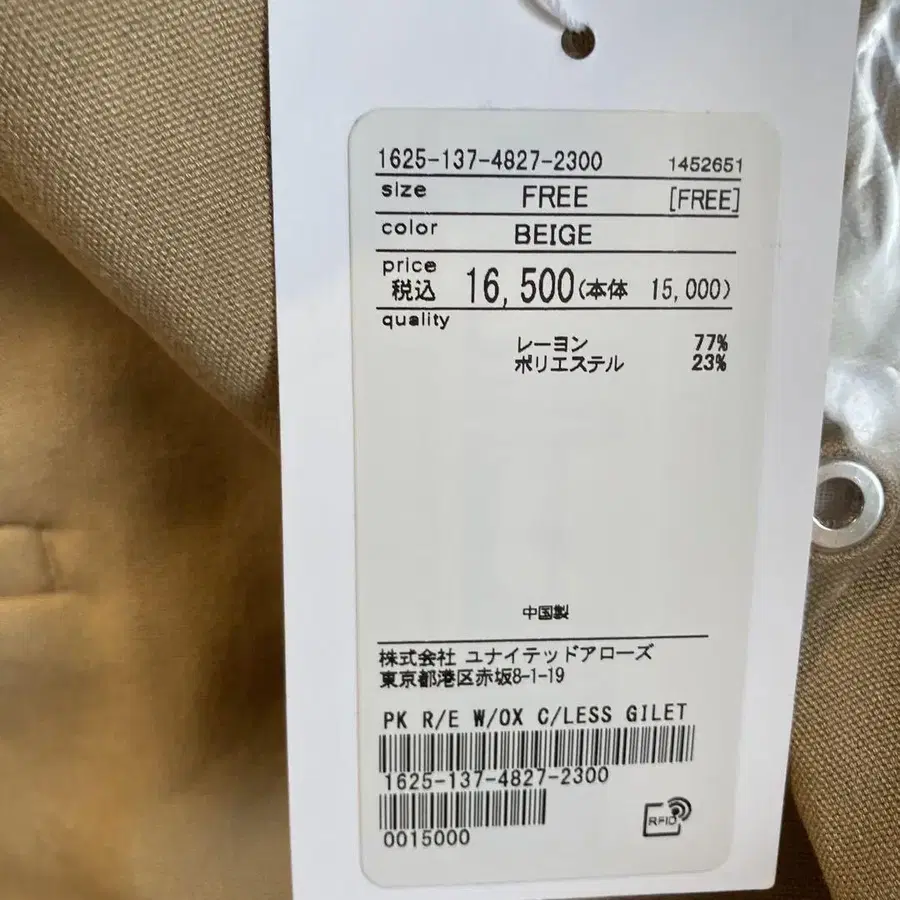 1625-137-4827-2300 1452651
size FREE [FREE]
color BEIGE
price
税込 16,500(本体 15,000)
quality
レーヨン 77%
ポリエステル 23%
中国製
株式会社 ユナイテッドアローズ
東京都港区赤坂8-1-19
PK R/E W/OX C/LESS GILET
1625-137-4827-2300
0015000
RFID